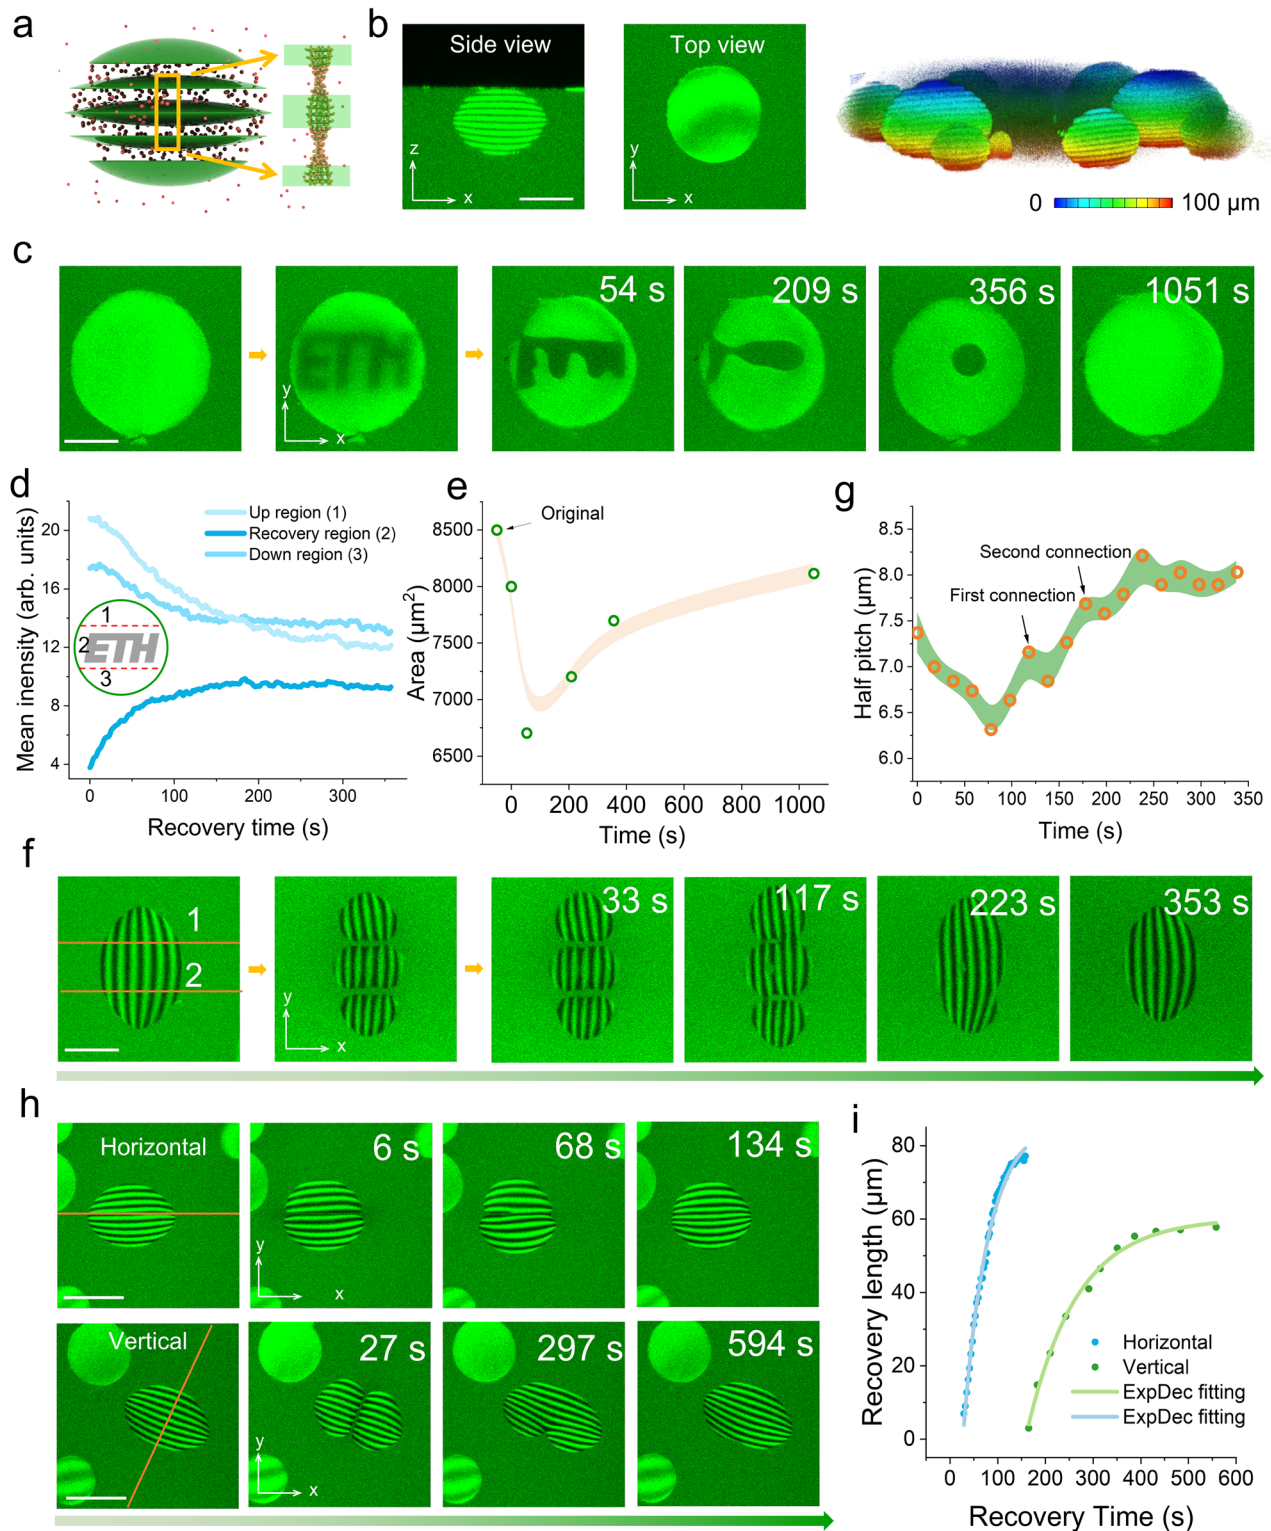 a
b
Side view
z
x
Top view
y
x
0
100 µm
c
ETH
y
x
54 s
209 s
356 s
1051 s
d
Mean inensity (arb. units)
20
16
12
8
4
Up region (1)
Recovery region (2)
Down region (3)
1
2
ETH
3
0
100
200
300
Recovery time (s)
e
Area (µm²)
8500
8000
7500
7000
6500
Original
0
200
400
600
800
1000
Time (s)
g
Half pitch (µm)
8.5
8.0
7.5
7.0
6.5
6.0
Second connection
First connection
0
50
100
150
200
250
300
350
Time (s)
f
1
2
y
x
33 s
117 s
223 s
353 s
h
Horizontal
6 s
y
x
68 s
134 s
Vertical
27 s
y
x
297 s
594 s
i
Recovery length (µm)
80
60
40
20
0
Horizontal
Vertical
ExpDec fitting
ExpDec fitting
0
100
200
300
400
500
600
Recovery Time (s)